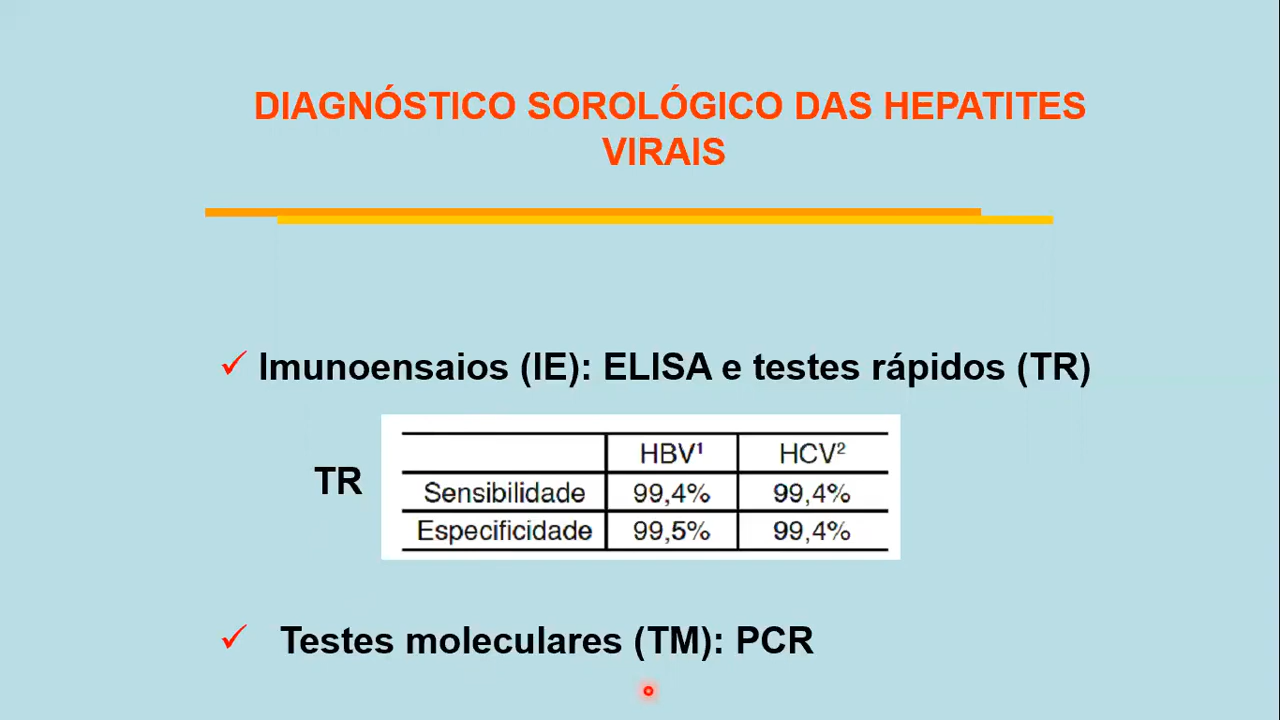 DIAGNÓSTICO SOROLÓGICO DAS HEPATITES
VIRAIS
✓ Imunoensaios (IE): ELISA e testes rápidos (TR)
TR
HBV¹ HCV²
Sensibilidade 99,4% 99,4%
Especificidade 99,5% 99,4%
✓ Testes moleculares (TM): PCR